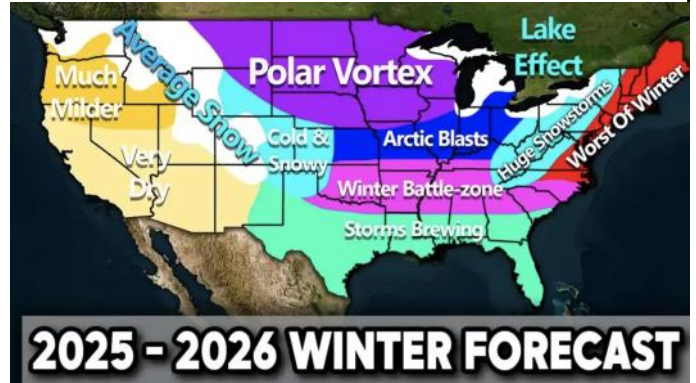 Lake
Effect
Average Snow
Much
Milder
Polar Vortex
Very
Dry
Cold &
Snowy
Arctic Blasts
Huge Snowstorms
Worst Of Winter
Winter Battle-zone
Storms Brewing
2025 - 2026 WINTER FORECAST